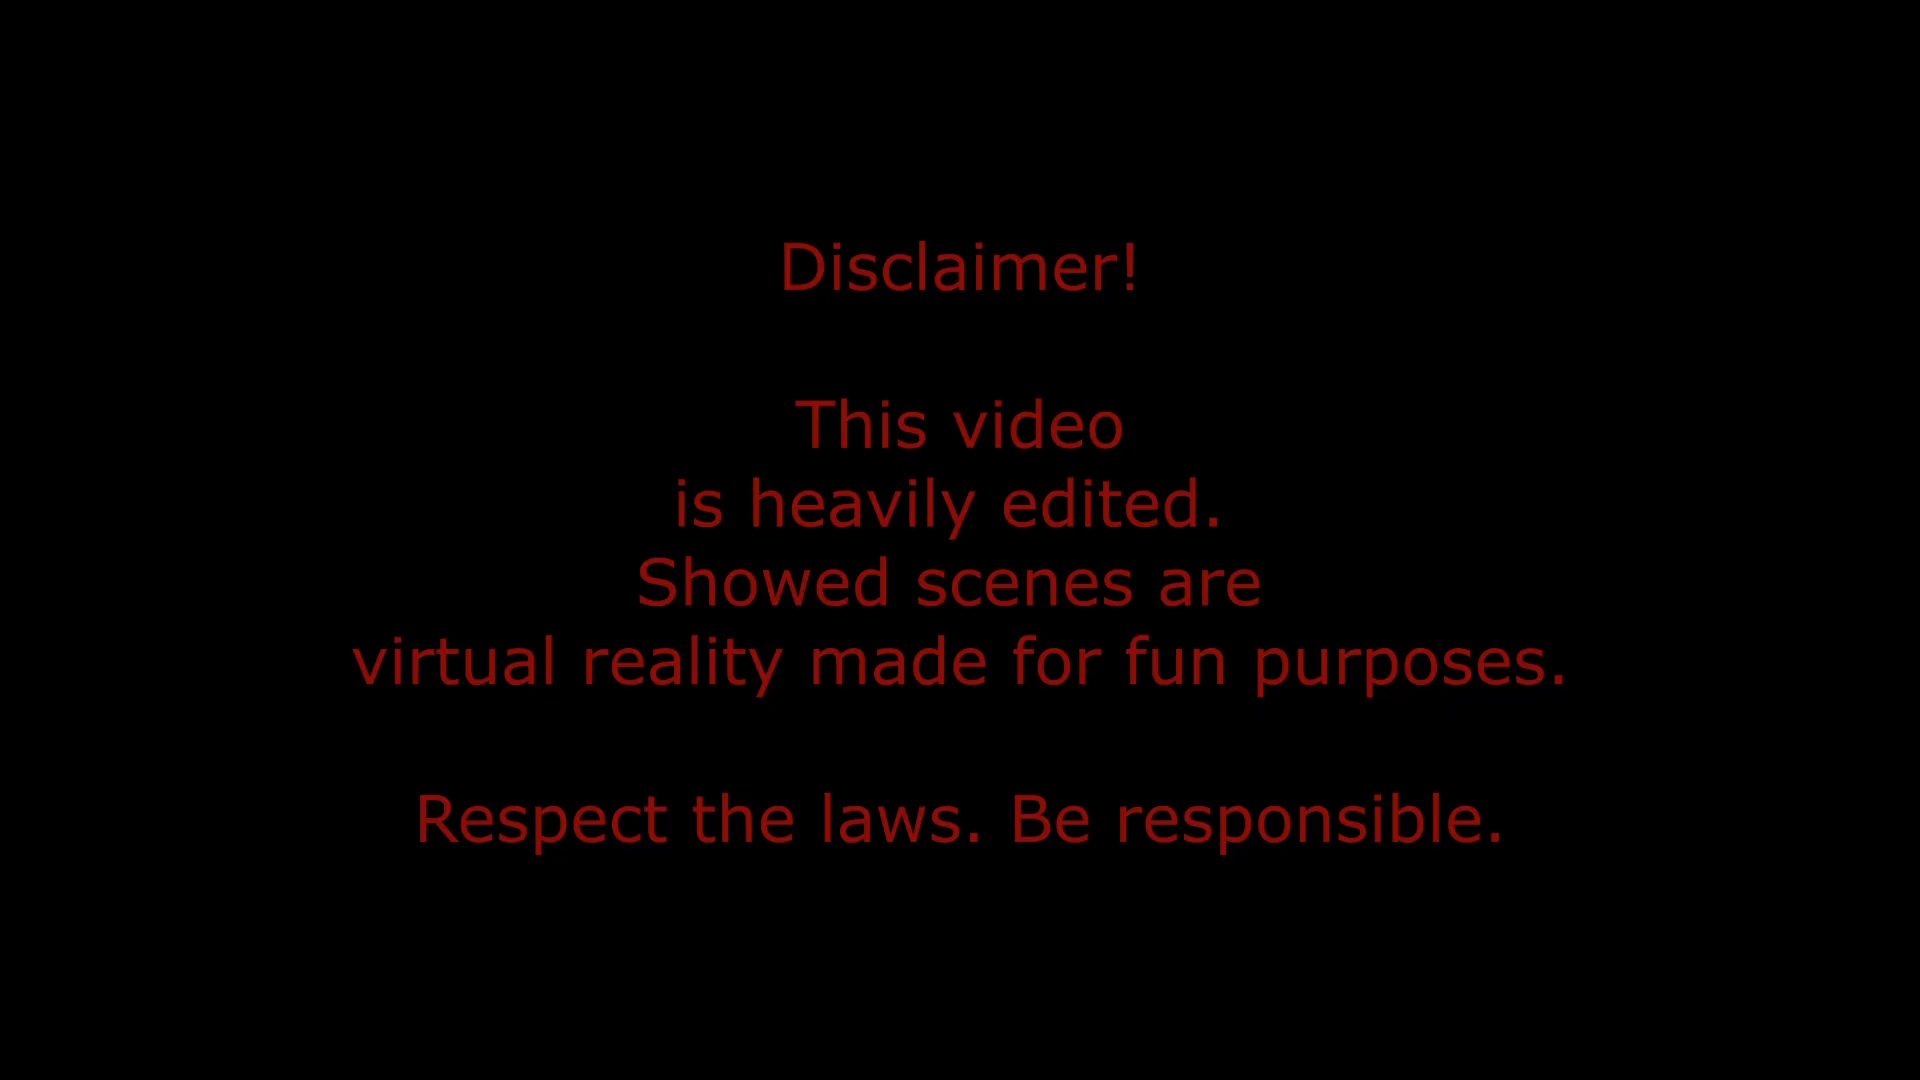 Disclaimer!
This video
is heavily edited.
Showed scenes are
virtual reality made for fun purposes.
Respect the laws. Be responsible.